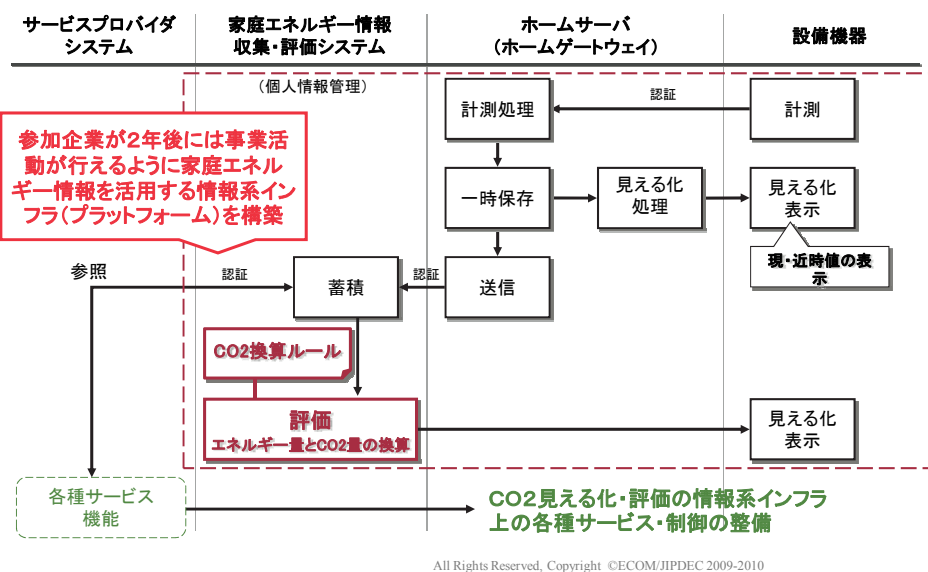 サービスプロバイダ
システム
家庭エネルギー情報
収集・評価システム
ホームサーバ
（ホームゲートウェイ）
設備機器
（個人情報管理）
計測処理
認証
計測
参加企業が２年後には事業活
動が行えるように家庭エネル
ギー情報を活用する情報系イン
フラ（プラットフォーム）を構築
一時保存
見える化
処理
見える化
表示
現・近時値の表
示
参照
認証
蓄積
認証
送信
CO2換算ルール
評価
エネルギー量とCO2量の換算
見える化
表示
各種サービス
機能
CO２見える化・評価の情報系インフラ
上の各種サービス・制御の整備
All Rights Reserved, Copyright ©ECOM/JIPDEC 2009-2010